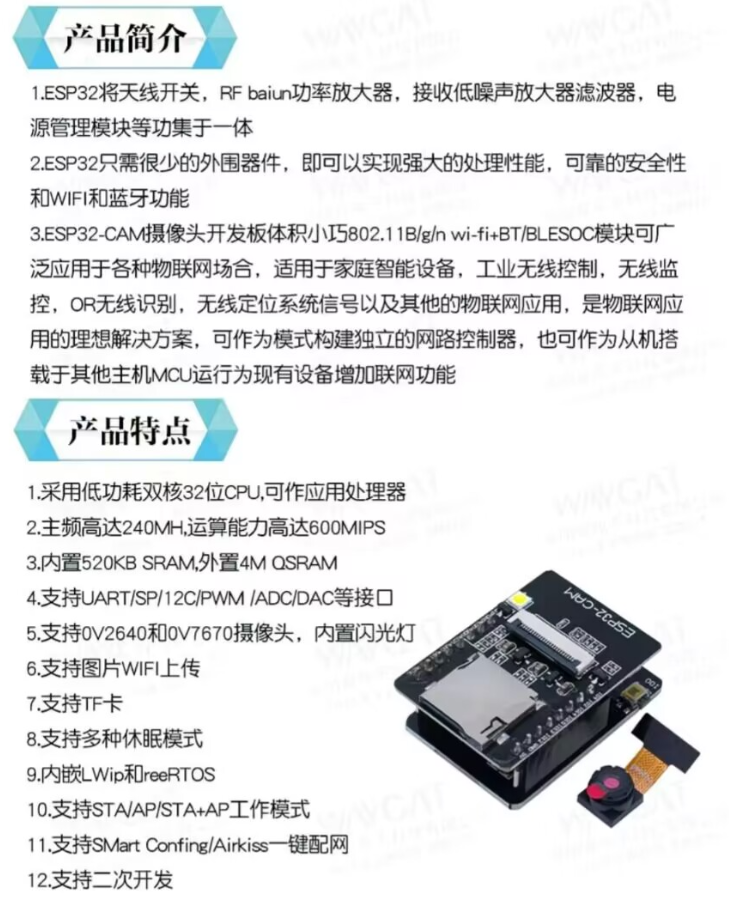 产品简介
1.ESP32将天线开关，RF baiun功率放大器，接收低噪声放大器滤波器，电
源管理模块等功集于一体
2.ESP32只需很少的外围器件，即可以实现强大的处理性能，可靠的安全性
和WIFI和蓝牙功能
3.ESP32-CAM摄像头开发板体积小巧802.11B/g/n wi-fi+BT/BLESOC模块可广
泛应用于各种物联网场合，适用于家庭智能设备，工业无线控制，无线监
控，OR无线识别，无线定位系统信号以及其他的物联网应用，是物联网应
用的理想解决方案，可作为模式构建独立的网路控制器，也可作为从机搭
载于其他主机MCU运行为现有设备增加联网功能
产品特点
1.采用低功耗双核32位CPU,可作应用处理器
2.主频高达240MH,运算能力高达600MIPS
3.内置520KB SRAM,外置4M QSRAM
4.支持UART/SP/12C/PWM /ADC/DAC等接口
5.支持0V2640和0V7670摄像头，内置闪光灯
6.支持图片WIFI上传
7.支持TF卡
8.支持多种休眠模式
9.内嵌LWip和reeRTOS
10.支持STA/AP/STA+AP工作模式
11.支持SMart Confing/Airkiss一键配网
12.支持二次开发
ESP32-CAM
WAVGAT